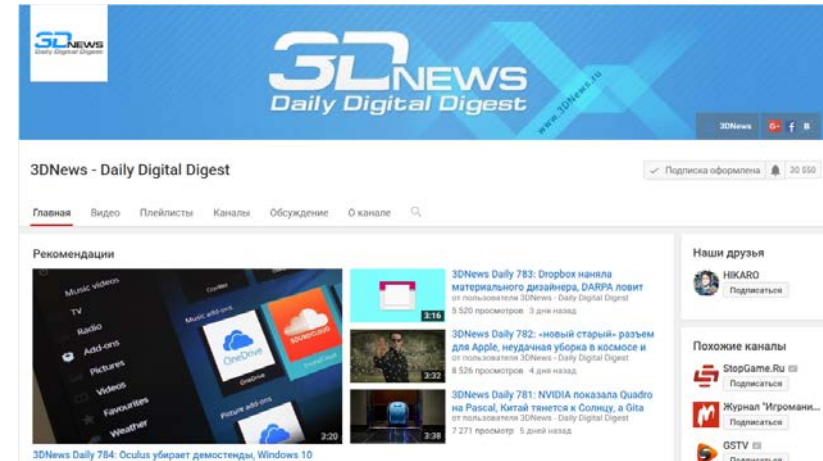 3DNEWS
Daily Digital Digest
3DNEWS
Daily Digital Digest
www.3DNews.ru
3DNews
G+ f B
3DNews - Daily Digital Digest
Подписка оформлена 30 550
Главная Видео Плейлисты Каналы Обсуждение О канале
Рекомендации
Music videos
TV
Radio
Add-ons
Pictures
Videos
Favourites
Weather
Music add-ons
OneDrive
SOUNDCLOUD
OneDrive
Picture add-ons
3:20
3DNews Daily 784: Oculus убирает демостенды, Windows 10
3:16
3DNews Daily 783: Dropbox наняла
материального дизайнера, DARPA ловит
от пользователя 3DNews - Daily Digital Digest
5 520 просмотров 3 дня назад
3:32
3DNews Daily 782: «новый старый» разъем
для Apple, неудачная уборка в космосе и
от пользователя 3DNews - Daily Digital Digest
8 526 просмотров 4 дня назад
3:38
3DNews Daily 781: NVIDIA показала Quadro
на Pascal, Китай тянется к Солнцу, а Gita
от пользователя 3DNews - Daily Digital Digest
7 271 просмотр 5 дней назад
Наши друзья
HIKARO
Подписаться
Похожие каналы
StopGame.Ru
Подписаться
Журнал "Игромани...
Подписаться
GSTV
Подписаться